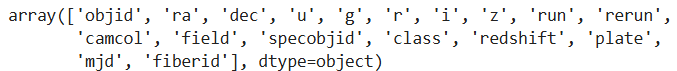 array(['objid', 'ra', 'dec', 'u', 'g', 'r', 'i', 'z', 'run', 'rerun',
'camcol', 'field', 'specobjid', 'class', 'redshift', 'plate',
'mjd', 'fiberid'], dtype=object)